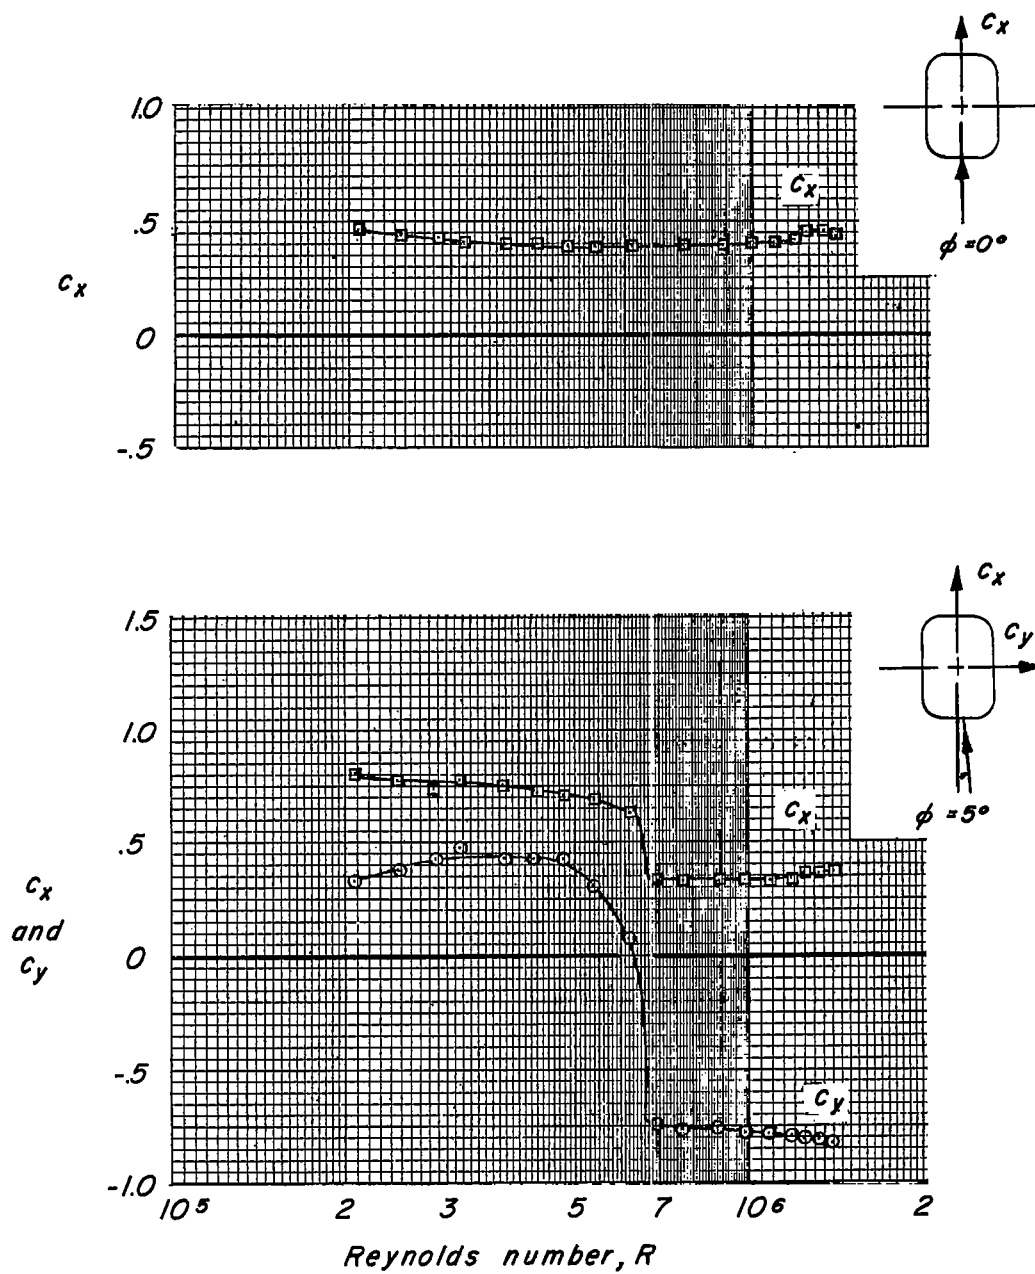 c_x
1.0
c_x
.5
φ = 0°
c_x
0
-.5
c_x
1.5
c_y
1.0
c_x
φ = 5°
.5
c_x
and
c_y
0
-.5
c_y
-1.0
10^5 2 3 5 7 10^6 2
Reynolds number, R